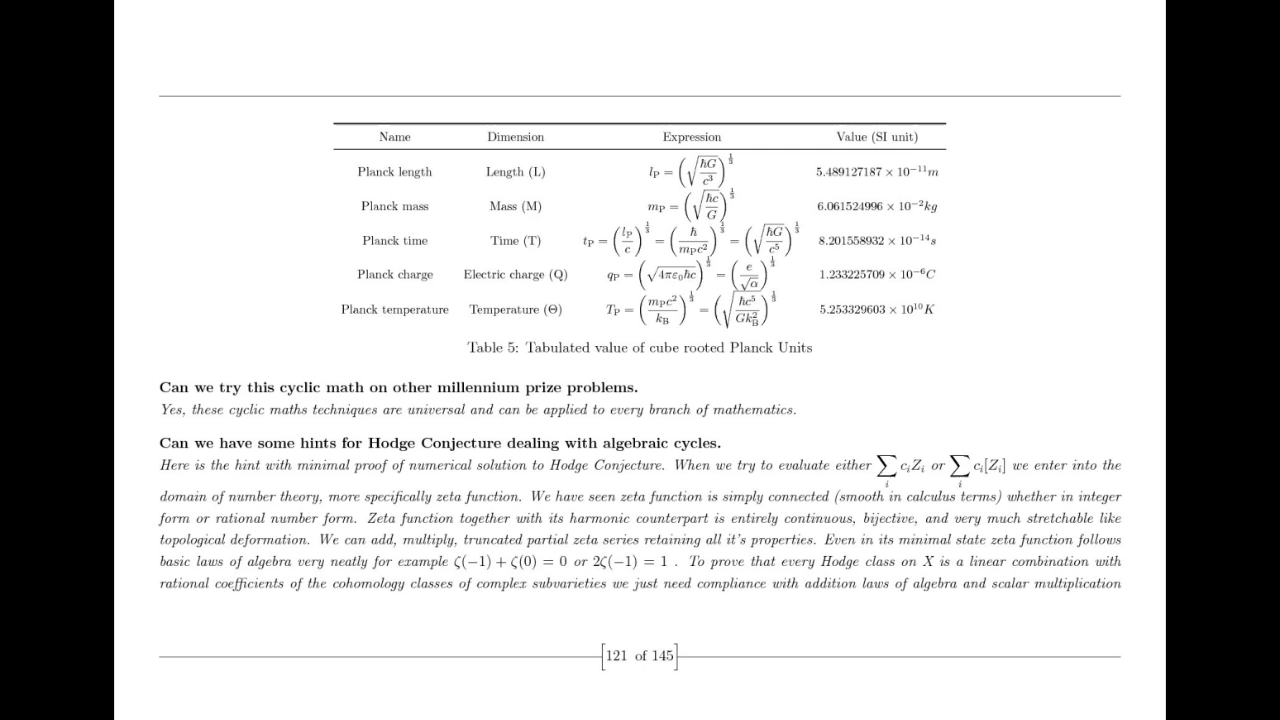 Name Dimension Expression Value (SI unit)
Planck length Length (L) l_P = (√(ħG/c³))^(1/3) 5.489127187 × 10⁻¹¹m
Planck mass Mass (M) m_P = (√(ħc/G))^(1/3) 6.061524996 × 10⁻²kg
Planck time Time (T) t_P = (l_P/c)^(1/3) = (ħ/(m_P c²))^(1/3) = (√(ħG/c⁵))^(1/3) 8.201558932 × 10⁻¹⁴s
Planck charge Electric charge (Q) q_P = (√(4πε₀ħc))^(1/3) = (e/√α)^(1/3) 1.233225709 × 10⁻⁶C
Planck temperature Temperature (Θ) T_P = (m_P c²/k_B)^(1/3) = (√(ħc⁵/(Gk_B²)))^(1/3) 5.253329603 × 10¹⁰K
Table 5: Tabulated value of cube rooted Planck Units
Can we try this cyclic math on other millennium prize problems.
Yes, these cyclic maths techniques are universal and can be applied to every branch of mathematics.
Can we have some hints for Hodge Conjecture dealing with algebraic cycles.
Here is the hint with minimal proof of numerical solution to Hodge Conjecture. When we try to evaluate either ∑_i c_i Z_i or ∑_i c_i[Z_i] we enter into the
domain of number theory, more specifically zeta function. We have seen zeta function is simply connected (smooth in calculus terms) whether in integer
form or rational number form. Zeta function together with its harmonic counterpart is entirely continuous, bijective, and very much stretchable like
topological deformation. We can add, multiply, truncated partial zeta series retaining all it's properties. Even in its minimal state zeta function follows
basic laws of algebra very neatly for example ζ(−1) + ζ(0) = 0 or 2ζ(−1) = 1 . To prove that every Hodge class on X is a linear combination with
rational coefficients of the cohomology classes of complex subvarieties we just need compliance with addition laws of algebra and scalar multiplication
121 of 145